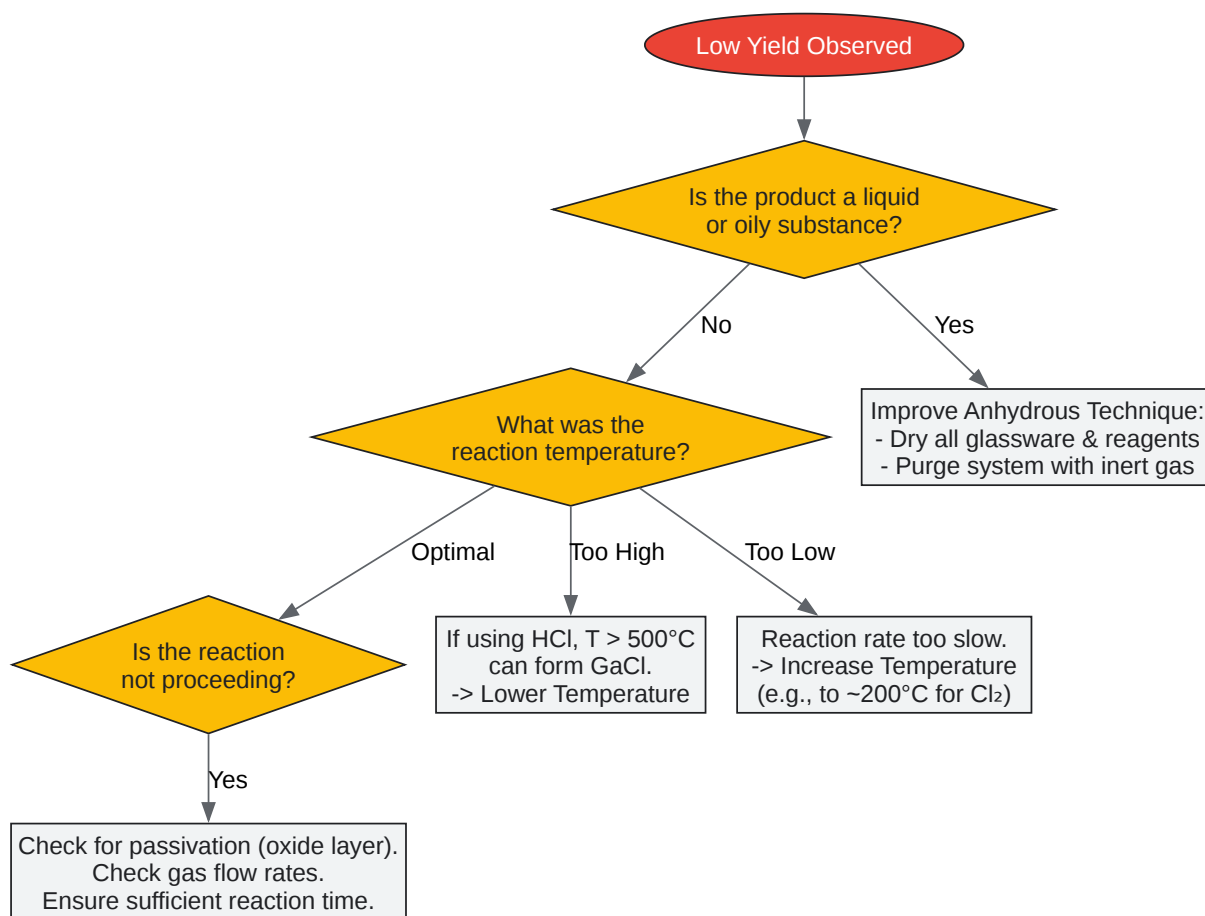 Low Yield Observed
Is the product a liquid
or oily substance?
No
Yes
What was the
reaction temperature?
Improve Anhydrous Technique:
- Dry all glassware & reagents
- Purge system with inert gas
Optimal
Too High
Too Low
Is the reaction
not proceeding?
If using HCl, T > 500°C
can form GaCl.
-> Lower Temperature
Reaction rate too slow.
-> Increase Temperature
(e.g., to ~200°C for Cl₂)
Yes
Check for passivation (oxide layer).
Check gas flow rates.
Ensure sufficient reaction time.